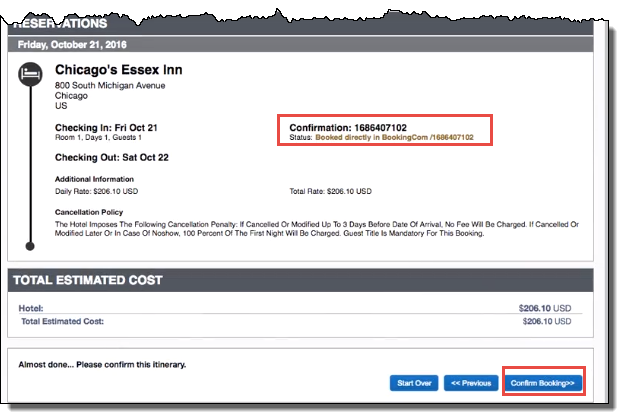 RESERVATIONS
Friday, October 21, 2016
Chicago's Essex Inn
800 South Michigan Avenue
Chicago
US
Checking In: Fri Oct 21
Room 1, Days 1, Guests 1
Confirmation: 1686407102
Status: Booked directly in BookingCom /1686407102
Checking Out: Sat Oct 22
Additional Information
Daily Rate: $206.10 USD
Total Rate: $206.10 USD
Cancellation Policy
The Hotel Imposes The Following Cancellation Penalty: If Cancelled Or Modified Up To 3 Days Before Date Of Arrival, No Fee Will Be Charged. If Cancelled Or
Modified Later Or In Case Of Noshow, 100 Percent Of The First Night Will Be Charged. Guest Title Is Mandatory For This Booking.
TOTAL ESTIMATED COST
Hotel: $206.10 USD
Total Estimated Cost: $206.10 USD
Almost done... Please confirm this itinerary.
Start Over
<< Previous
Confirm Booking>>